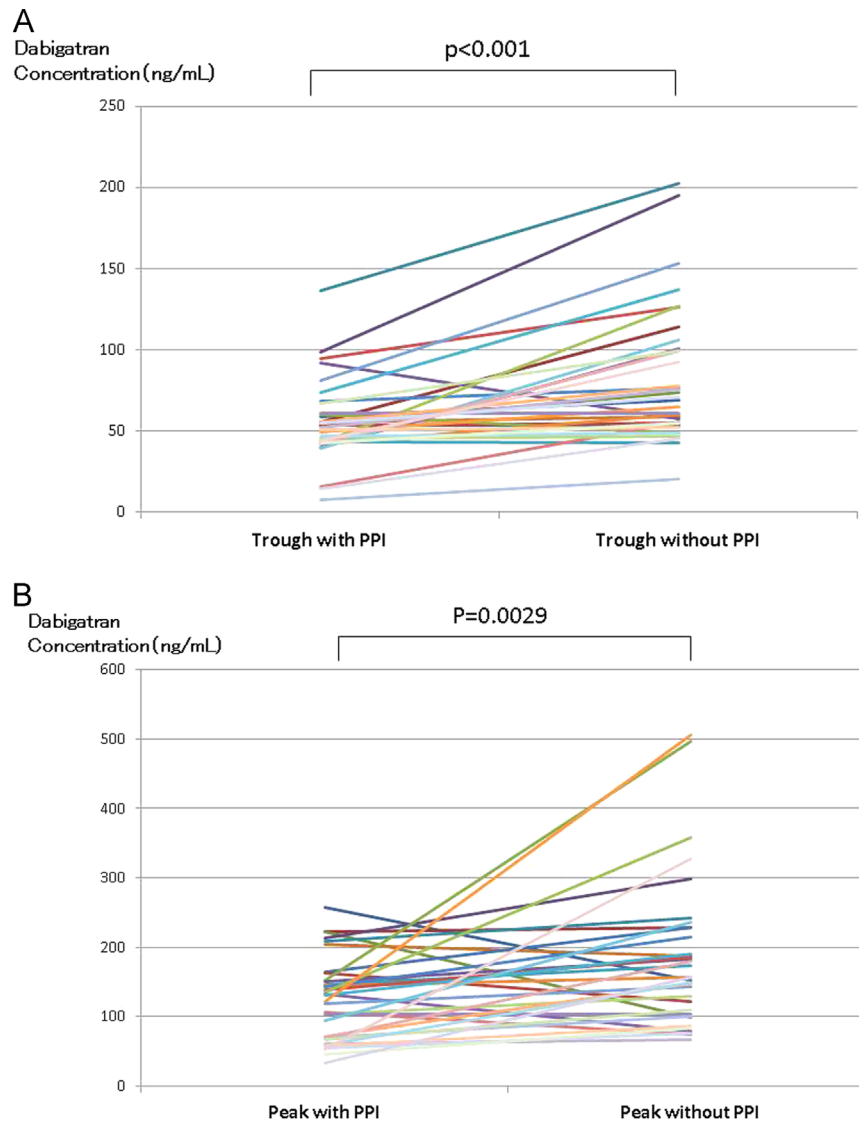 A
Dabigatran
Concentration(ng/mL)
p<0.001
250
200
150
100
50
0
Trough with PPI
Trough without PPI
B
Dabigatran
Concentration(ng/mL)
P=0.0029
600
500
400
300
200
100
0
Peak with PPI
Peak without PPI